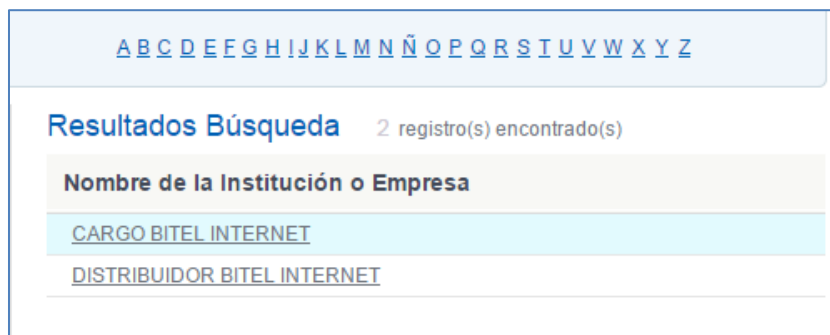 A B C D E F G H I J K L M N Ñ O P Q R S T U V W X Y Z
Resultados Búsqueda 2 registro(s) encontrado(s)
Nombre de la Institución o Empresa
CARGO BITEL INTERNET
DISTRIBUIDOR BITEL INTERNET